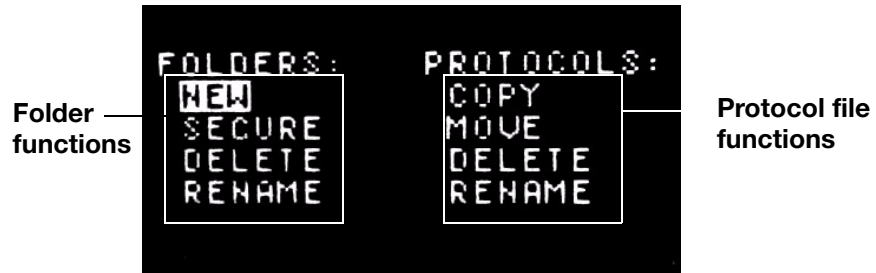 FOLDERS:
NEW
SECURE
DELETE
RENAME
PROTOCOLS:
COPY
MOVE
DELETE
RENAME
Folder
functions
Protocol file
functions